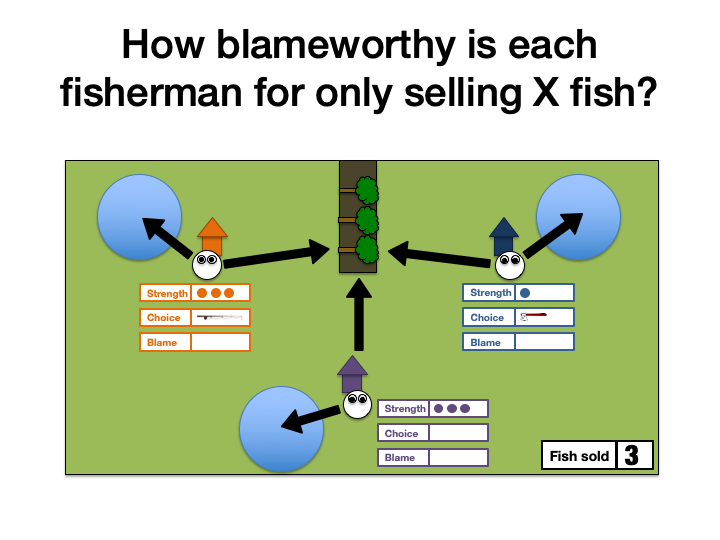 How blameworthy is each
fisherman for only selling X fish?
Strength
Choice
Blame
Strength
Choice
Blame
Strength
Choice
Blame
Fish sold 3